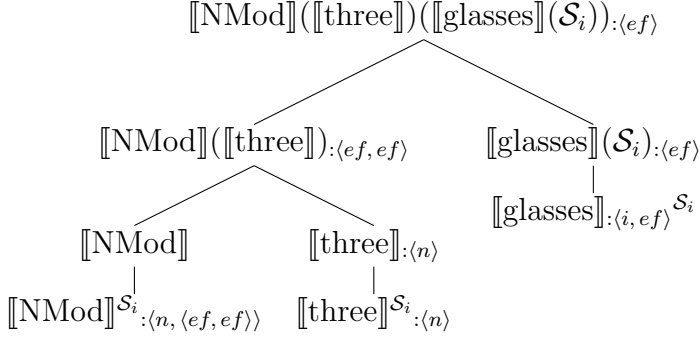 ⟦NMod⟧(⟦three⟧)(⟦glasses⟧(𝒮ᵢ)):⟨ef⟩
⟦NMod⟧(⟦three⟧):⟨ef, ef⟩ ⟦glasses⟧(𝒮ᵢ):⟨ef⟩
⟦glasses⟧:⟨i, ef⟩ 𝒮ᵢ
⟦NMod⟧ ⟦three⟧:⟨n⟩
⟦NMod⟧𝒮ᵢ:⟨n, ⟨ef, ef⟩⟩ ⟦three⟧𝒮ᵢ:⟨n⟩